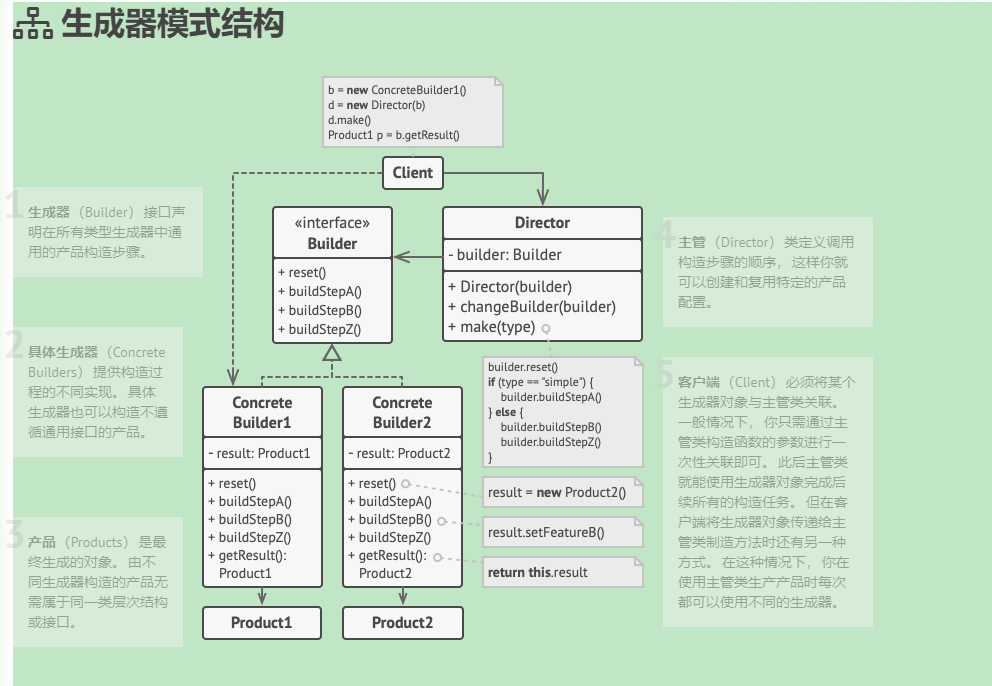 生成器模式结构
b = new ConcreteBuilder1()
d = new Director(b)
d.make()
Product1 p = b.getResult()
Client
1
生成器（Builder）接口声
明在所有类型生成器中通
用的产品构造步骤。
«interface»
Builder
+ reset()
+ buildStepA()
+ buildStepB()
+ buildStepZ()
Director
- builder: Builder
+ Director(builder)
+ changeBuilder(builder)
+ make(type)
4
主管（Director）类定义调用
构造步骤的顺序， 这样你就
可以创建和复用特定的产品
配置。
2
具体生成器（Concrete
Builders）提供构造过
程的不同实现。 具体
生成器也可以构造不遵
循通用接口的产品。
Concrete
Builder1
- result: Product1
+ reset()
+ buildStepA()
+ buildStepB()
+ buildStepZ()
+ getResult():
Product1
Concrete
Builder2
- result: Product2
+ reset()
+ buildStepA()
+ buildStepB()
+ buildStepZ()
+ getResult():
Product2
builder.reset()
if (type == "simple") {
builder.buildStepA()
} else {
builder.buildStepB()
builder.buildStepZ()
}
result = new Product2()
result.setFeatureB()
return this.result
5
客户端（Client）必须将某个
生成器对象与主管类关联。
一般情况下， 你只需通过主
管类构造函数的参数进行一
次性关联即可。 此后主管类
就能使用生成器对象完成后
续所有的构造任务。 但在客
户端将生成器对象传递给主
管类制造方法时还有另一种
方式。 在这种情况下， 你在
使用主管类生产产品时每次
都可以使用不同的生成器。
3
产品（Products）是最
终生成的对象。 由不
同生成器构造的产品无
需属于同一类层次结构
或接口。
Product1
Product2